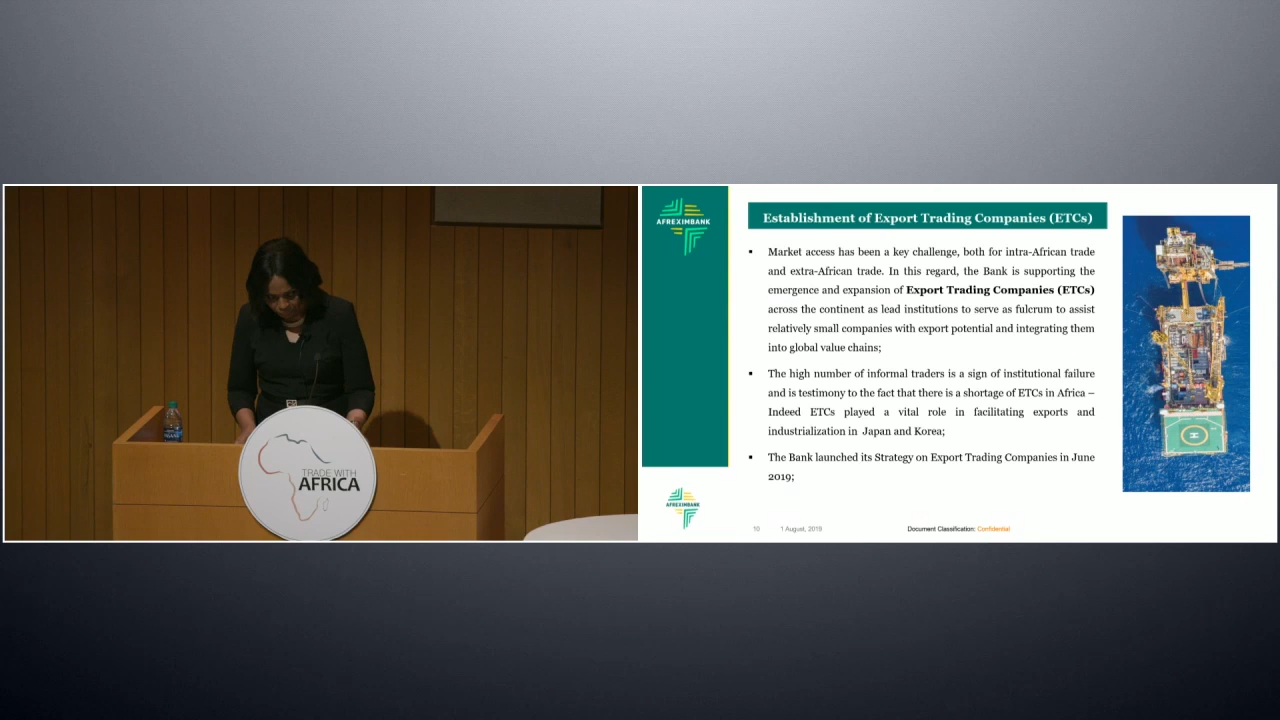 TRADE WITH
AFRICA
AFREXIMBANK
Establishment of Export Trading Companies (ETCs)
▪ Market access has been a key challenge, both for intra-African trade
and extra-African trade. In this regard, the Bank is supporting the
emergence and expansion of Export Trading Companies (ETCs)
across the continent as lead institutions to serve as fulcrum to assist
relatively small companies with export potential and integrating them
into global value chains;
▪ The high number of informal traders is a sign of institutional failure
and is testimony to the fact that there is a shortage of ETCs in Africa –
Indeed ETCs played a vital role in facilitating exports and
industrialization in Japan and Korea;
▪ The Bank launched its Strategy on Export Trading Companies in June
2019;
AFREXIMBANK
10 1 August, 2019 Document Classification: Confidential
H